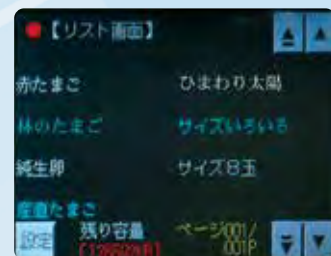 【リスト画面】
赤たまご ひまわり太陽
林のたまご サイズいろいろ
純生卵 サイズ8玉
産直たまご
設定 残り容量 ページ001/
001P